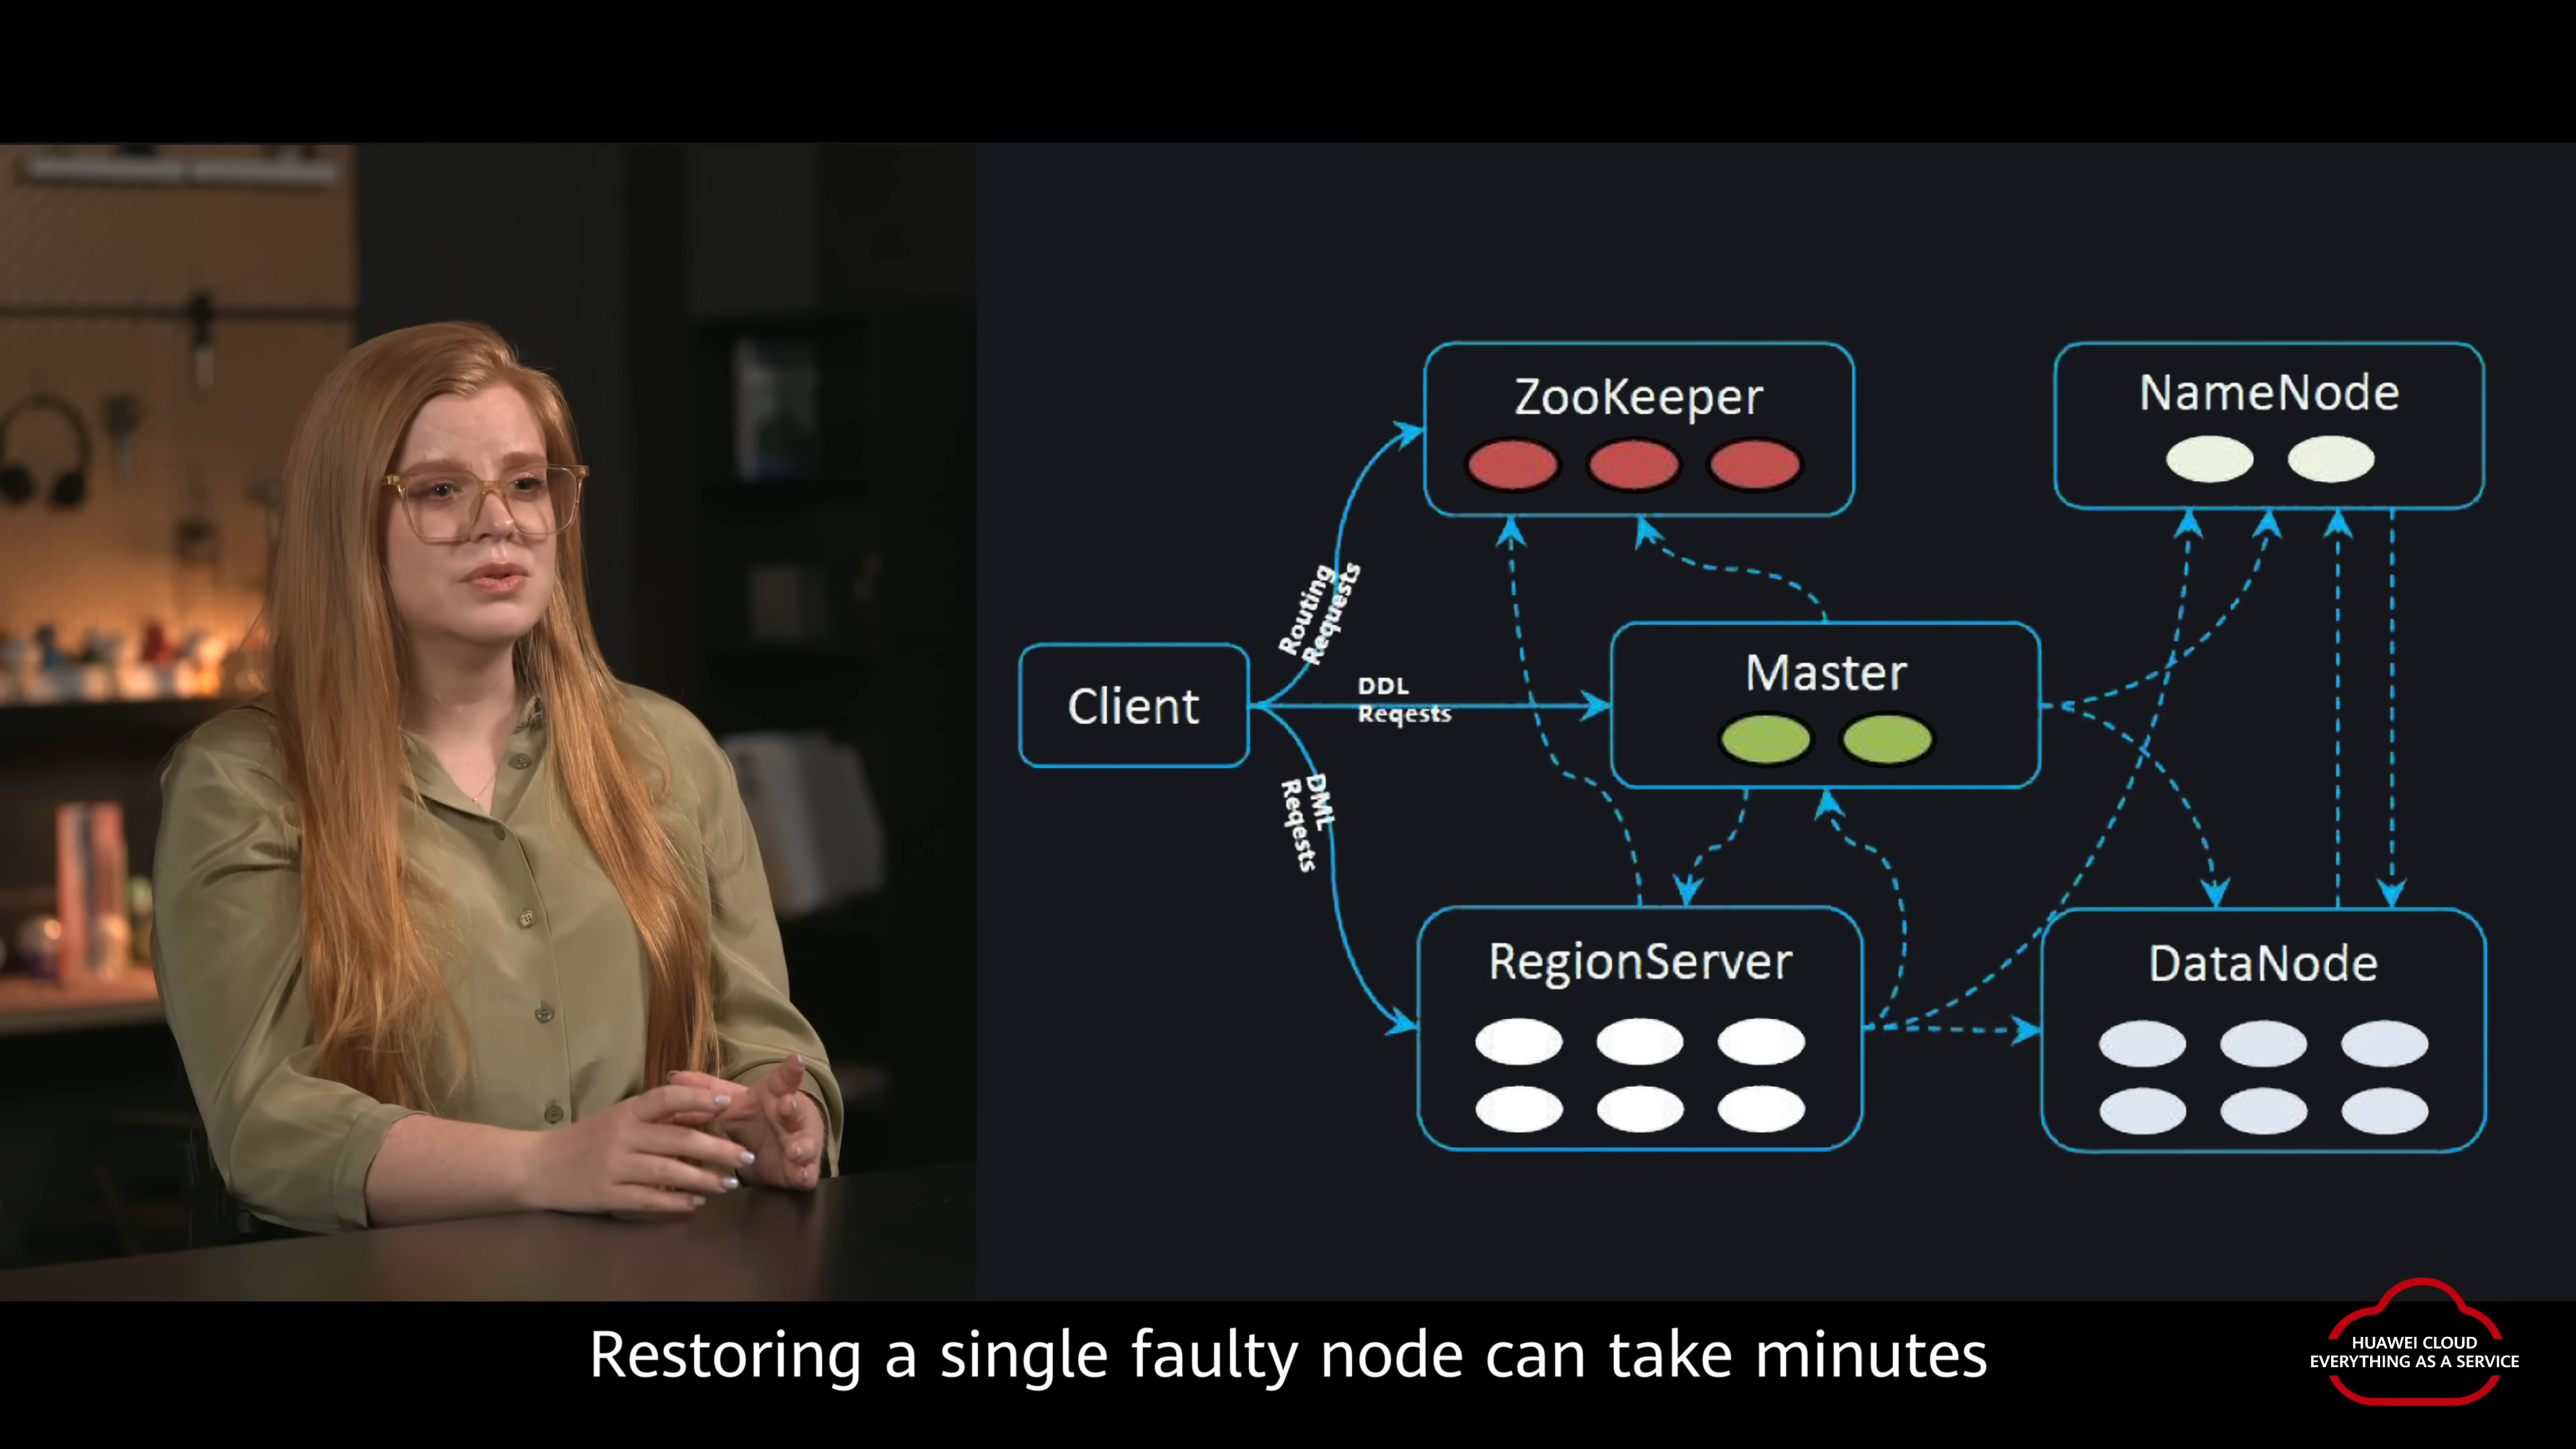 ZooKeeper
NameNode
Routing
Requests
Client
DDL
Reqests
Master
DML
Reqests
RegionServer
DataNode
Restoring a single faulty node can take minutes
HUAWEI CLOUD
EVERYTHING AS A SERVICE